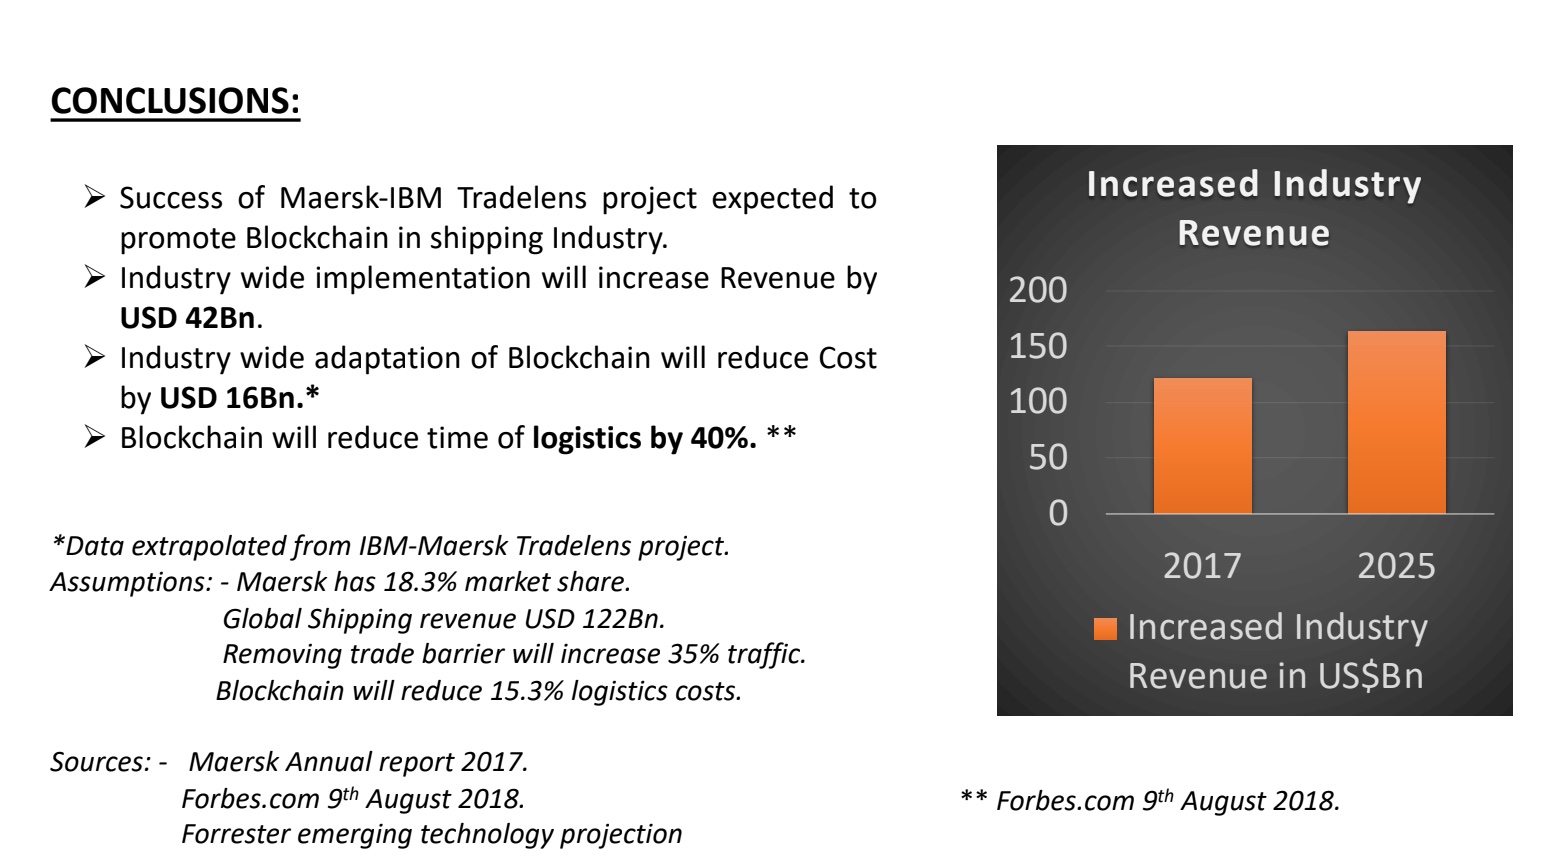 CONCLUSIONS:
➢ Success of Maersk-IBM Tradelens project expected to
promote Blockchain in shipping Industry.
➢ Industry wide implementation will increase Revenue by
USD 42Bn.
➢ Industry wide adaptation of Blockchain will reduce Cost
by USD 16Bn.*
➢ Blockchain will reduce time of logistics by 40%. **
*Data extrapolated from IBM-Maersk Tradelens project.
Assumptions: - Maersk has 18.3% market share.
Global Shipping revenue USD 122Bn.
Removing trade barrier will increase 35% traffic.
Blockchain will reduce 15.3% logistics costs.
Sources: - Maersk Annual report 2017.
Forbes.com 9th August 2018.
Forrester emerging technology projection
Increased Industry
Revenue
200
150
100
50
0
2017 2025
Increased Industry
Revenue in US$Bn
** Forbes.com 9th August 2018.